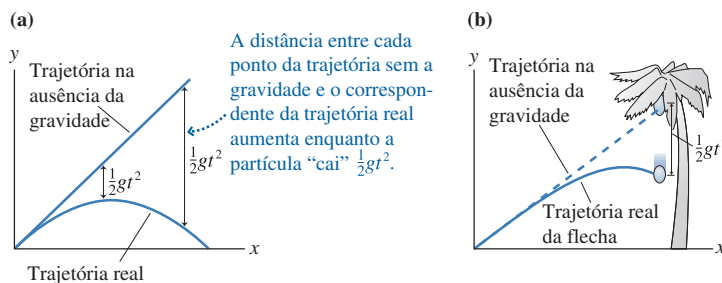 (a)
y
Trajetória na
ausência da
gravidade
½gt²
½gt²
x
Trajetória real
A distância entre cada
ponto da trajetória sem a
gravidade e o correspon-
dente da trajetória real
aumenta enquanto a
partícula “cai” ½gt².
(b)
y
Trajetória na
ausência da
gravidade
½gt
Trajetória real
da flecha
x